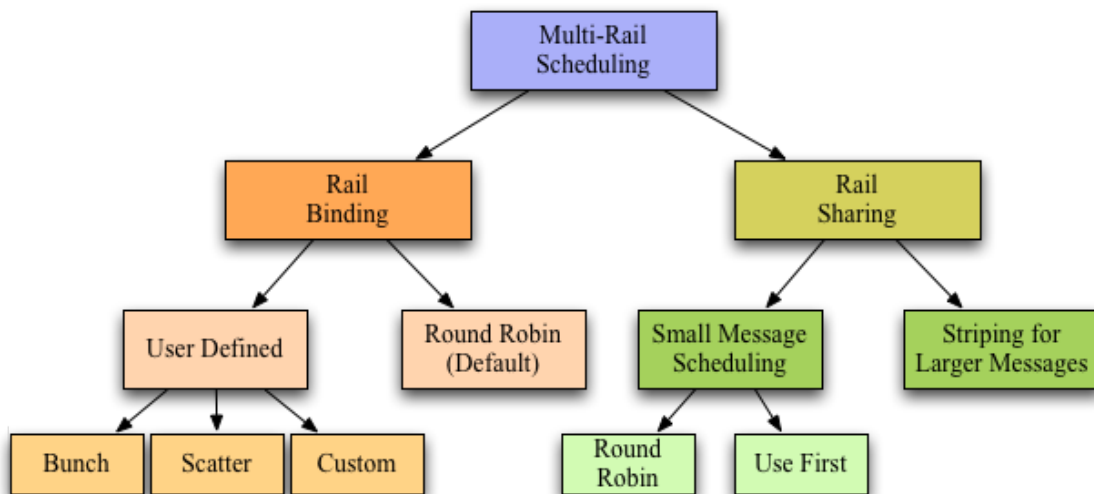 Multi-Rail
Scheduling
Rail
Binding
Rail
Sharing
User Defined
Round Robin
(Default)
Small Message
Scheduling
Striping for
Larger Messages
Bunch
Scatter
Custom
Round
Robin
Use First